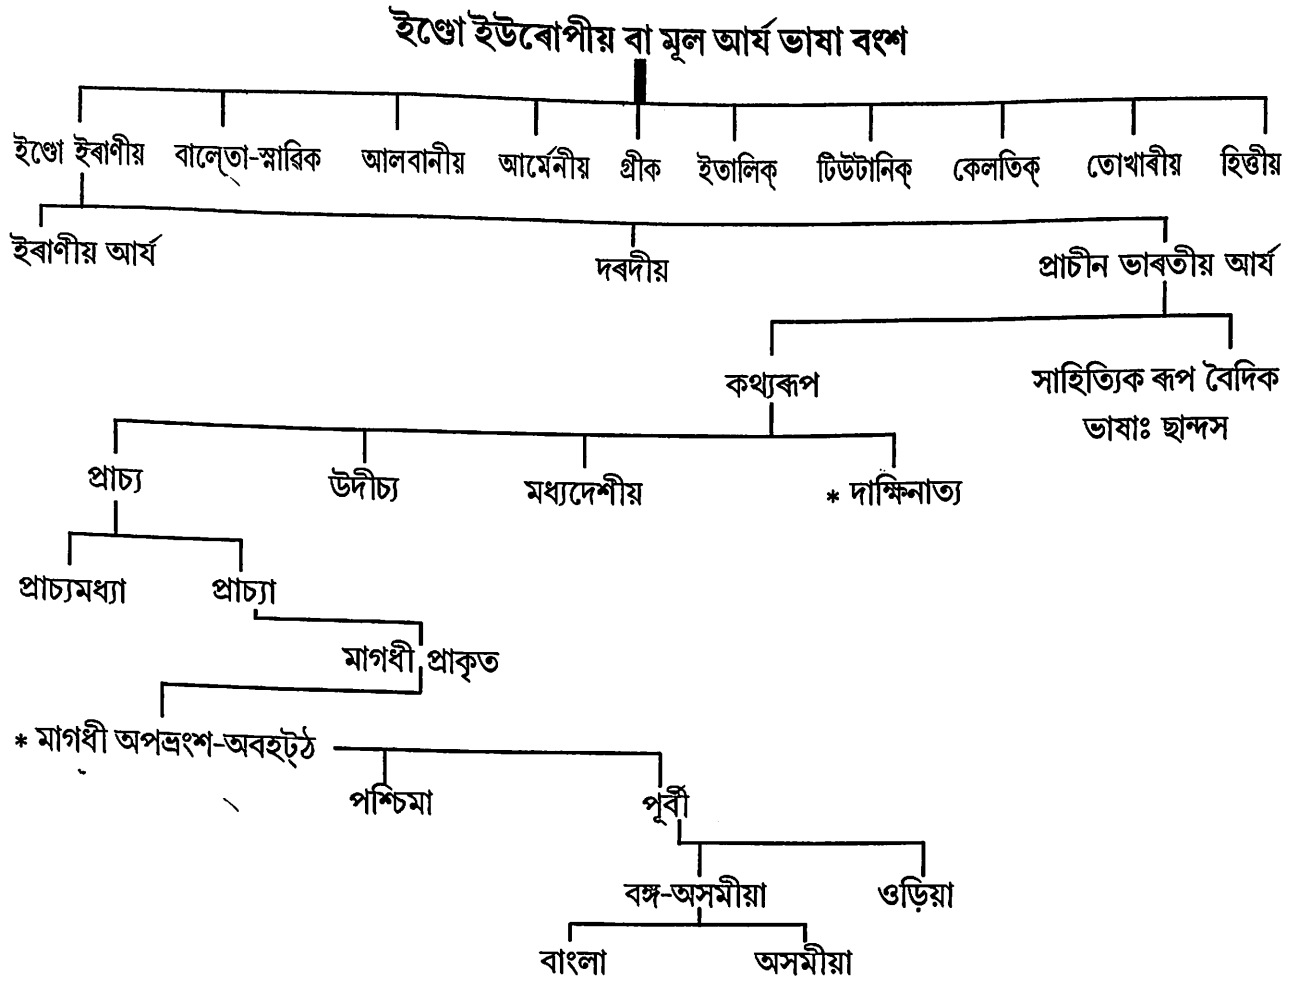 ইণ্ডো ইউৰোপীয় বা মূল আৰ্য ভাষা বংশ
ইণ্ডো ইৰাণীয় বাল্তো-স্লাৱিক আলবানীয় আৰ্মেনীয় গ্ৰীক ইতালিক্ টিউটানিক্ কেলতিক্ তোখাৰীয় হিত্তীয়
ইৰাণীয় আৰ্য দৰদীয় প্ৰাচীন ভাৰতীয় আৰ্য
কথ্যৰূপ সাহিত্যিক ৰূপ বৈদিক
ভাষাঃ ছান্দস
প্ৰাচ্য উদীচ্য মধ্যদেশীয় * দাক্ষিনাত্য
প্ৰাচ্যমধ্যা প্ৰাচ্যা
মাগধী প্ৰাকৃত
* মাগধী অপভ্ৰংশ-অবহট্ঠ
পশ্চিমা পূৰ্বী
বঙ্গ-অসমীয়া ওড়িয়া
বাংলা অসমীয়া